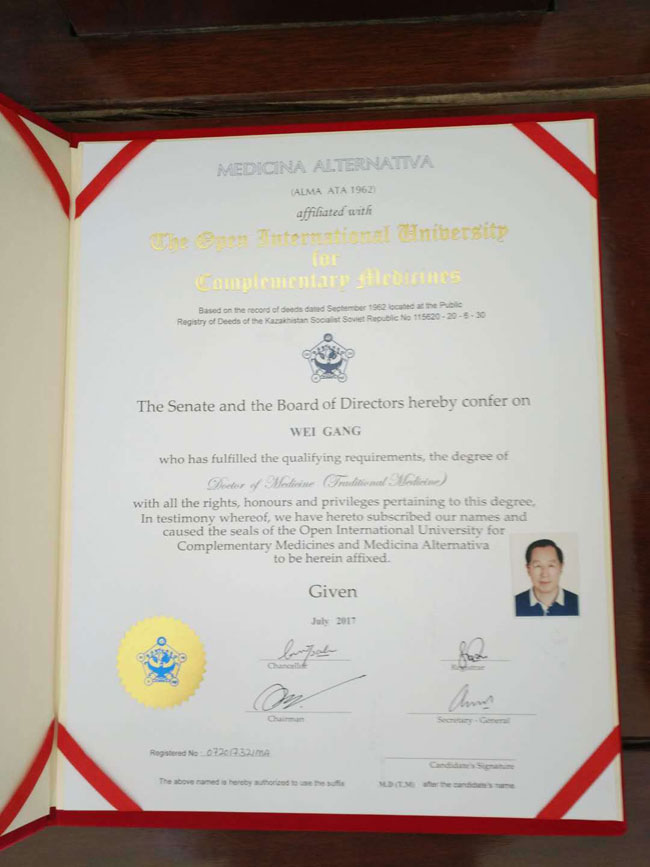 MEDICINA ALTERNATIVA
(ALMA ATA 1962)
affiliated with
The Open International University
for
Complementary Medicines
Based on the record of deeds dated September 1962 located at the Public
Registry of Deeds of the Kazakhistan Socialist Soviet Republic No 115620 - 20 - 6 - 30
The Senate and the Board of Directors hereby confer on
WEI GANG
who has fulfilled the qualifying requirements, the degree of
Doctor of Medicine (Traditional Medicine)
with all the rights, honours and privileges pertaining to this degree,
In testimony whereof, we have hereto subscribed our names and
caused the seals of the Open International University for
Complementary Medicines and Medicina Alternativa
to be herein affixed.
Given
July 2017
Chancellor
Registrar
Chairman
Secretary - General
Registered No :
Candidate's Signature
The above named is hereby authorized to use the suffix M.D (T.M) after the candidate's name